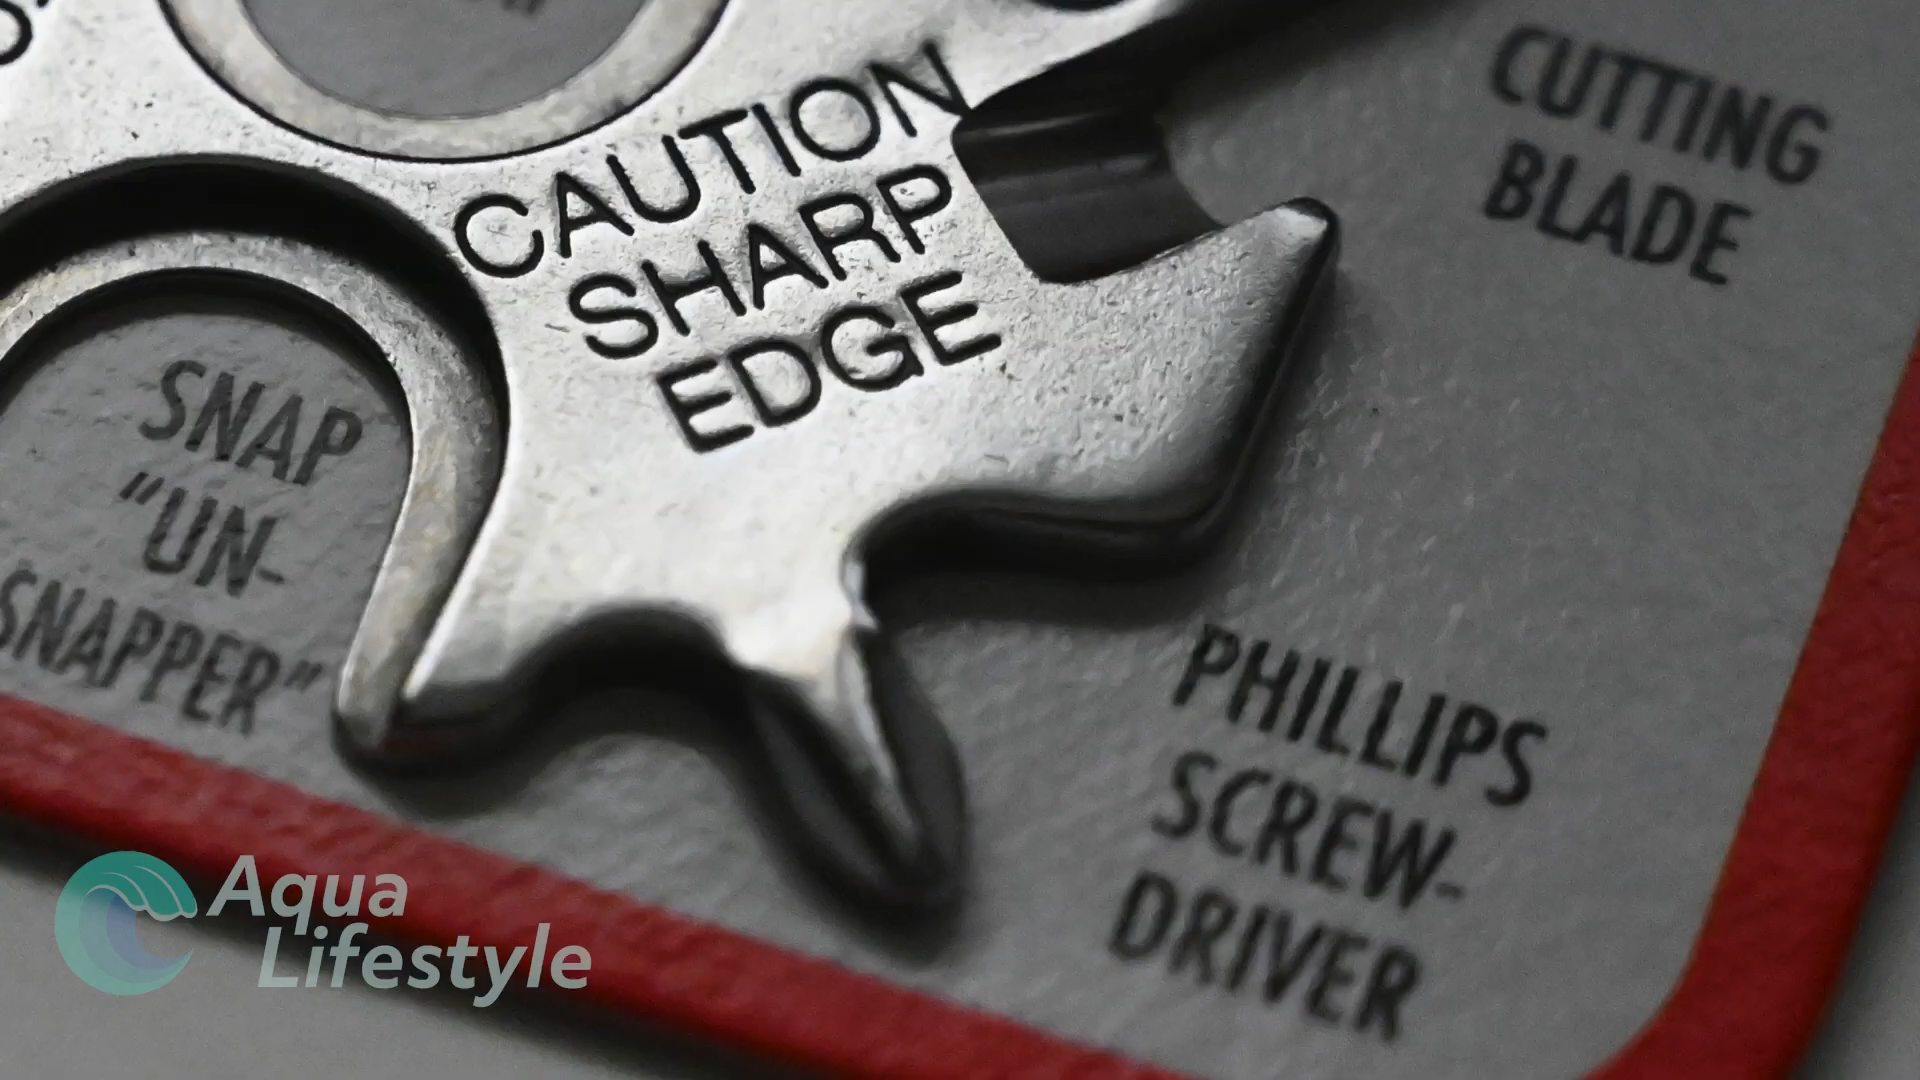 CAUTION
SHARP
EDGE
CUTTING
BLADE
SNAP
"UN-
SNAPPER"
PHILLIPS
SCREW-
DRIVER
Aqua
Lifestyle